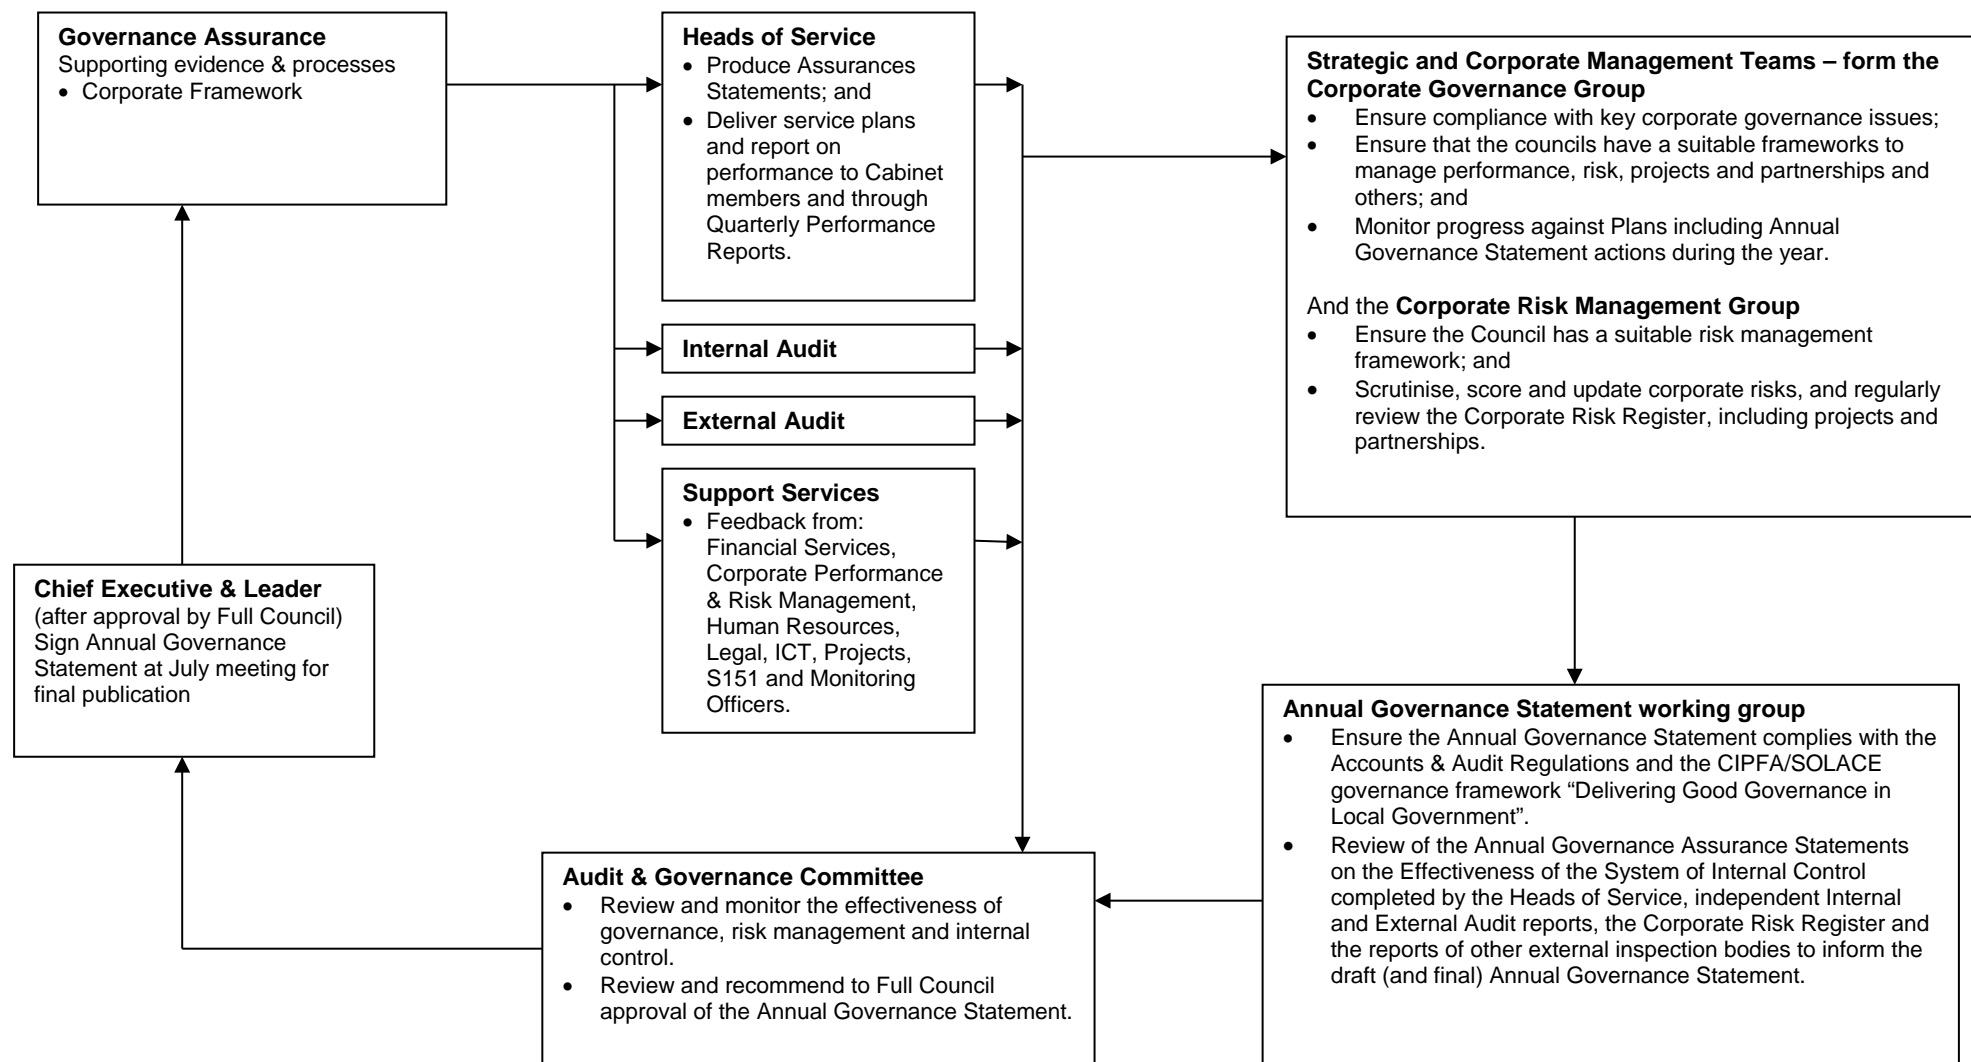 Governance Assurance
Supporting evidence & processes
• Corporate Framework
Heads of Service
• Produce Assurances
Statements; and
• Deliver service plans
and report on
performance to Cabinet
members and through
Quarterly Performance
Reports.
Internal Audit
External Audit
Support Services
• Feedback from:
Financial Services,
Corporate Performance
& Risk Management,
Human Resources,
Legal, ICT, Projects,
S151 and Monitoring
Officers.
Strategic and Corporate Management Teams – form the
Corporate Governance Group
• Ensure compliance with key corporate governance issues;
• Ensure that the councils have a suitable frameworks to
manage performance, risk, projects and partnerships and
others; and
• Monitor progress against Plans including Annual
Governance Statement actions during the year.
And the Corporate Risk Management Group
• Ensure the Council has a suitable risk management
framework; and
• Scrutinise, score and update corporate risks, and regularly
review the Corporate Risk Register, including projects and
partnerships.
Annual Governance Statement working group
• Ensure the Annual Governance Statement complies with the
Accounts & Audit Regulations and the CIPFA/SOLACE
governance framework “Delivering Good Governance in
Local Government”.
• Review of the Annual Governance Assurance Statements
on the Effectiveness of the System of Internal Control
completed by the Heads of Service, independent Internal
and External Audit reports, the Corporate Risk Register and
the reports of other external inspection bodies to inform the
draft (and final) Annual Governance Statement.
Audit & Governance Committee
• Review and monitor the effectiveness of
governance, risk management and internal
control.
• Review and recommend to Full Council
approval of the Annual Governance Statement.
Chief Executive & Leader
(after approval by Full Council)
Sign Annual Governance
Statement at July meeting for
final publication